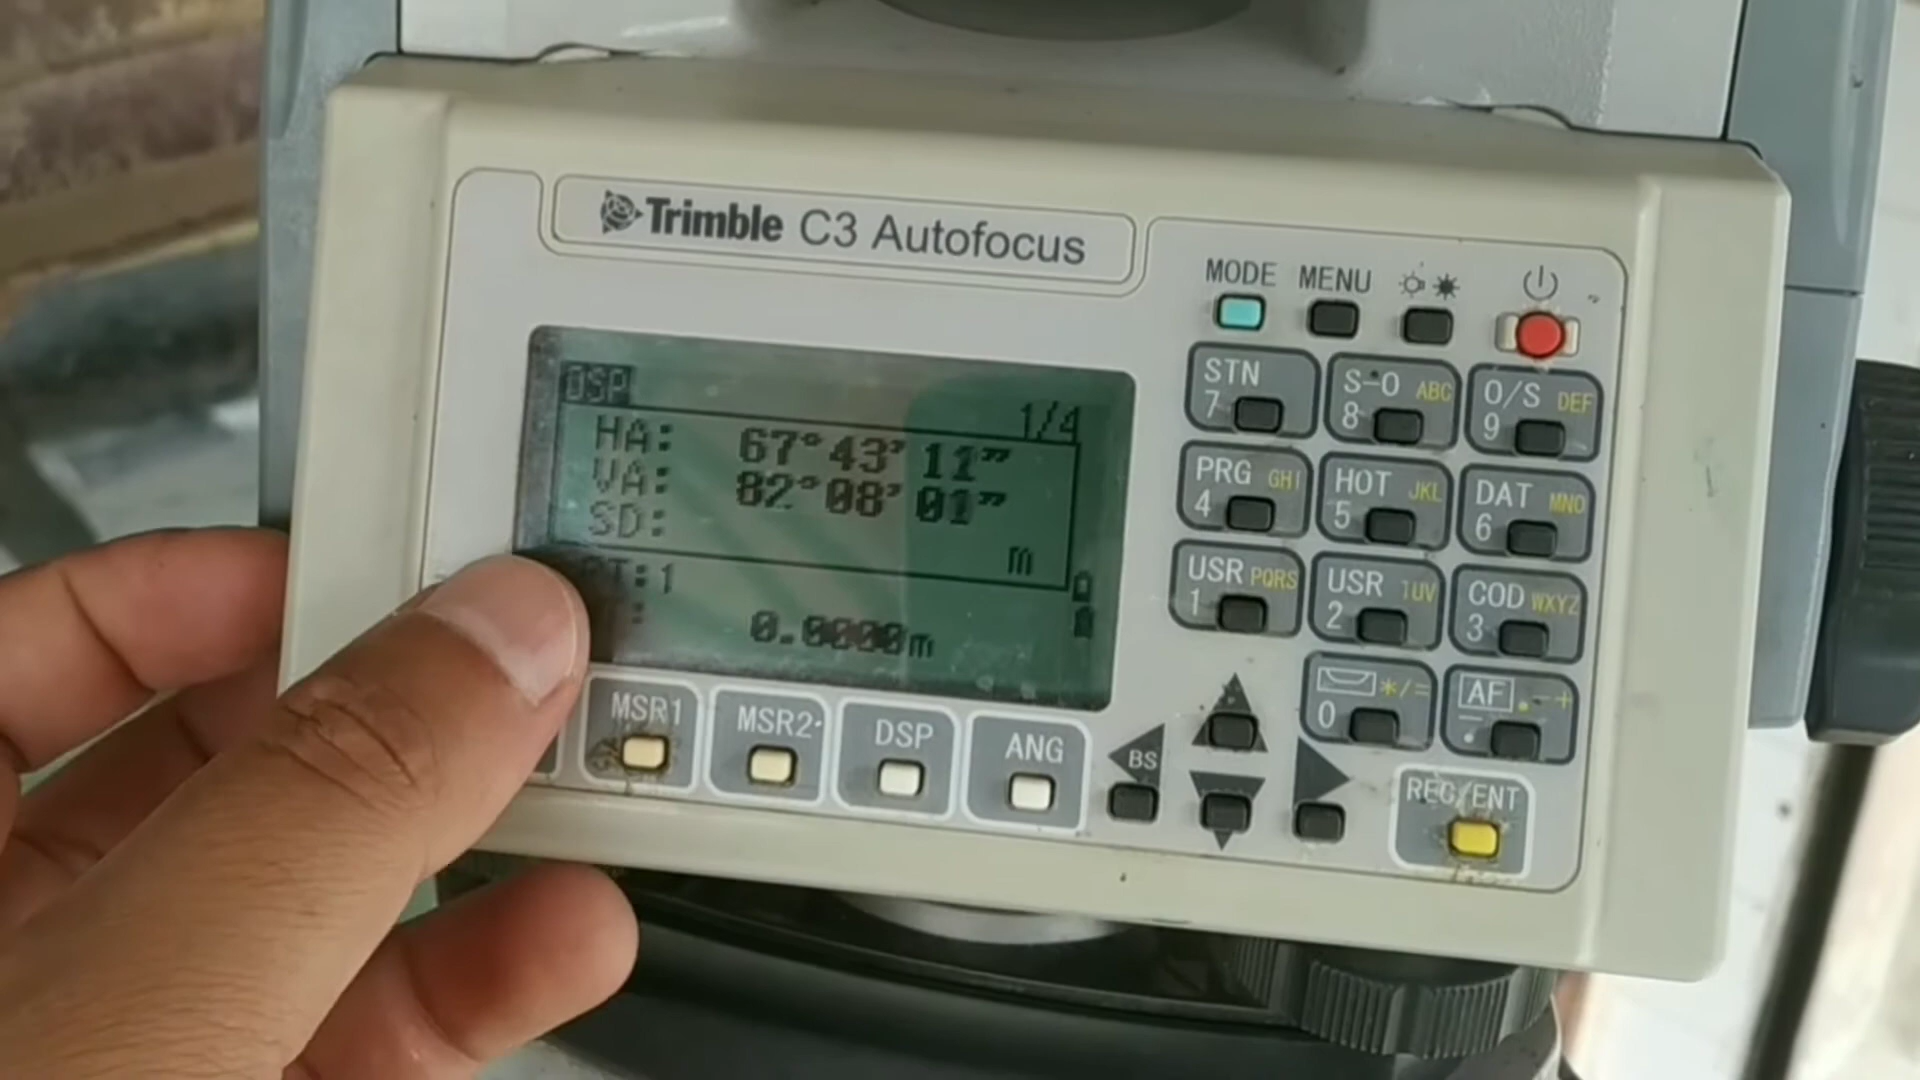 Trimble C3 Autofocus
MODE MENU
DSP
1/4
HA: 67°43'11"
VA: 82°08'01"
SD:
m
:1
0.0000m
STN 7
S-O ABC 8
O/S DEF 9
PRG GHI 4
HOT JKL 5
DAT MNO 6
USR PQRS 1
USR TUV 2
COD WXYZ 3
*/= 0
AF .-+
MSR1 MSR2 DSP ANG
BS
REC/ENT